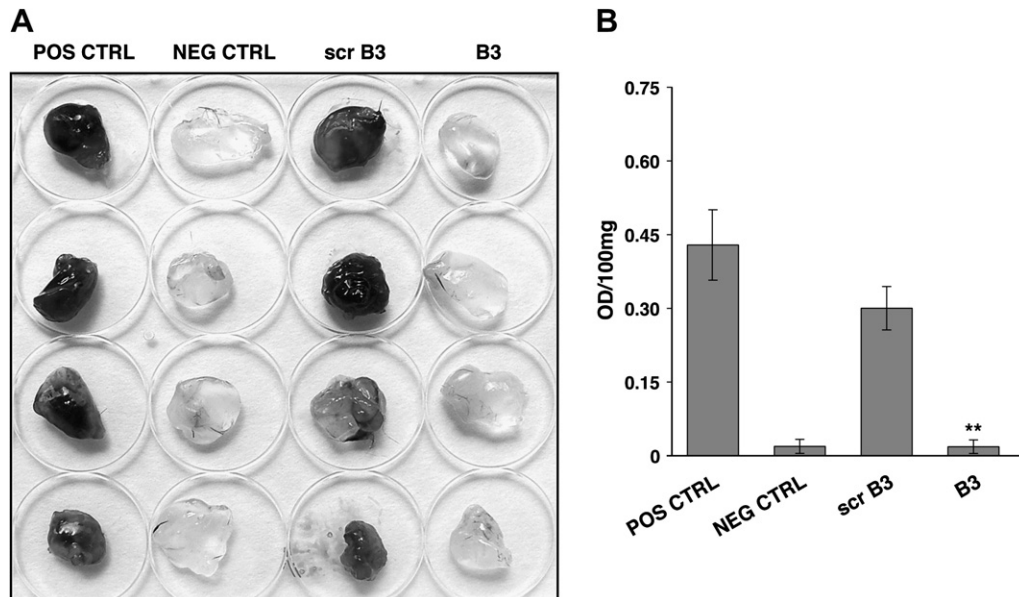 A
POS CTRL NEG CTRL scr B3 B3
B
OD/100mg
0.75
0.60
0.45
0.30
0.15
0
**
POS CTRL
NEG CTRL
scr B3
B3